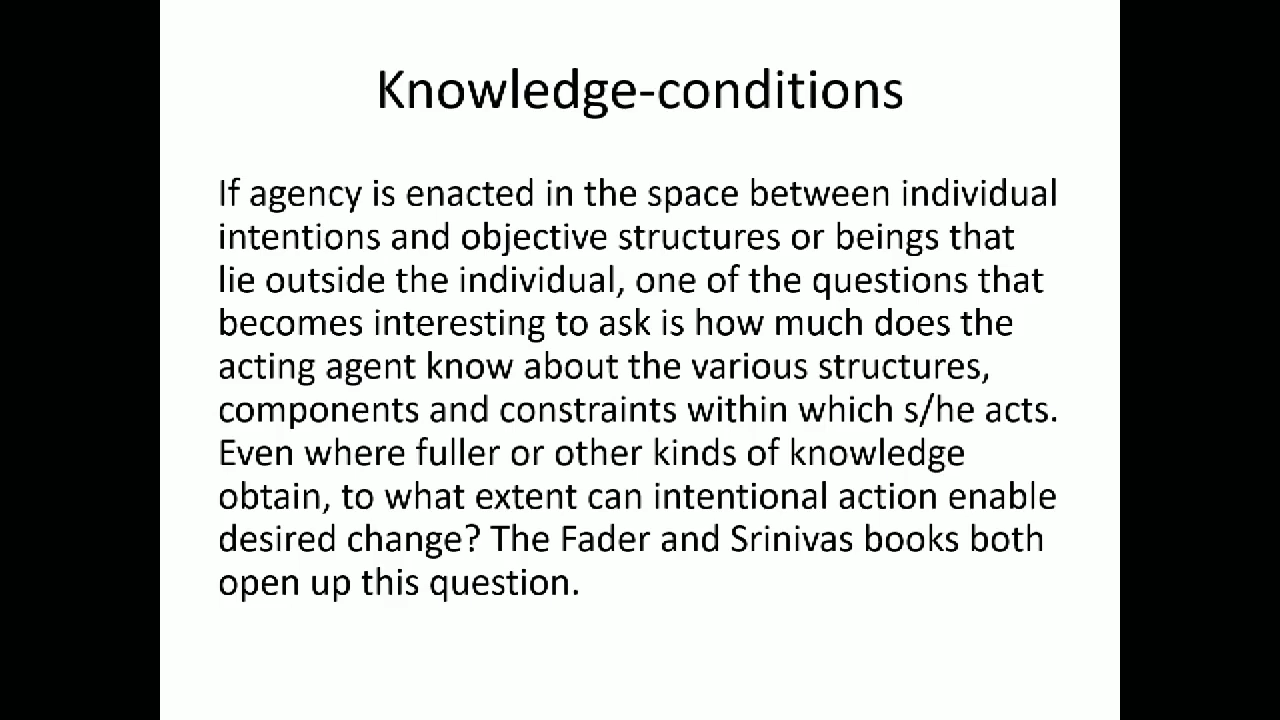 Knowledge-conditions
If agency is enacted in the space between individual
intentions and objective structures or beings that
lie outside the individual, one of the questions that
becomes interesting to ask is how much does the
acting agent know about the various structures,
components and constraints within which s/he acts.
Even where fuller or other kinds of knowledge
obtain, to what extent can intentional action enable
desired change? The Fader and Srinivas books both
open up this question.